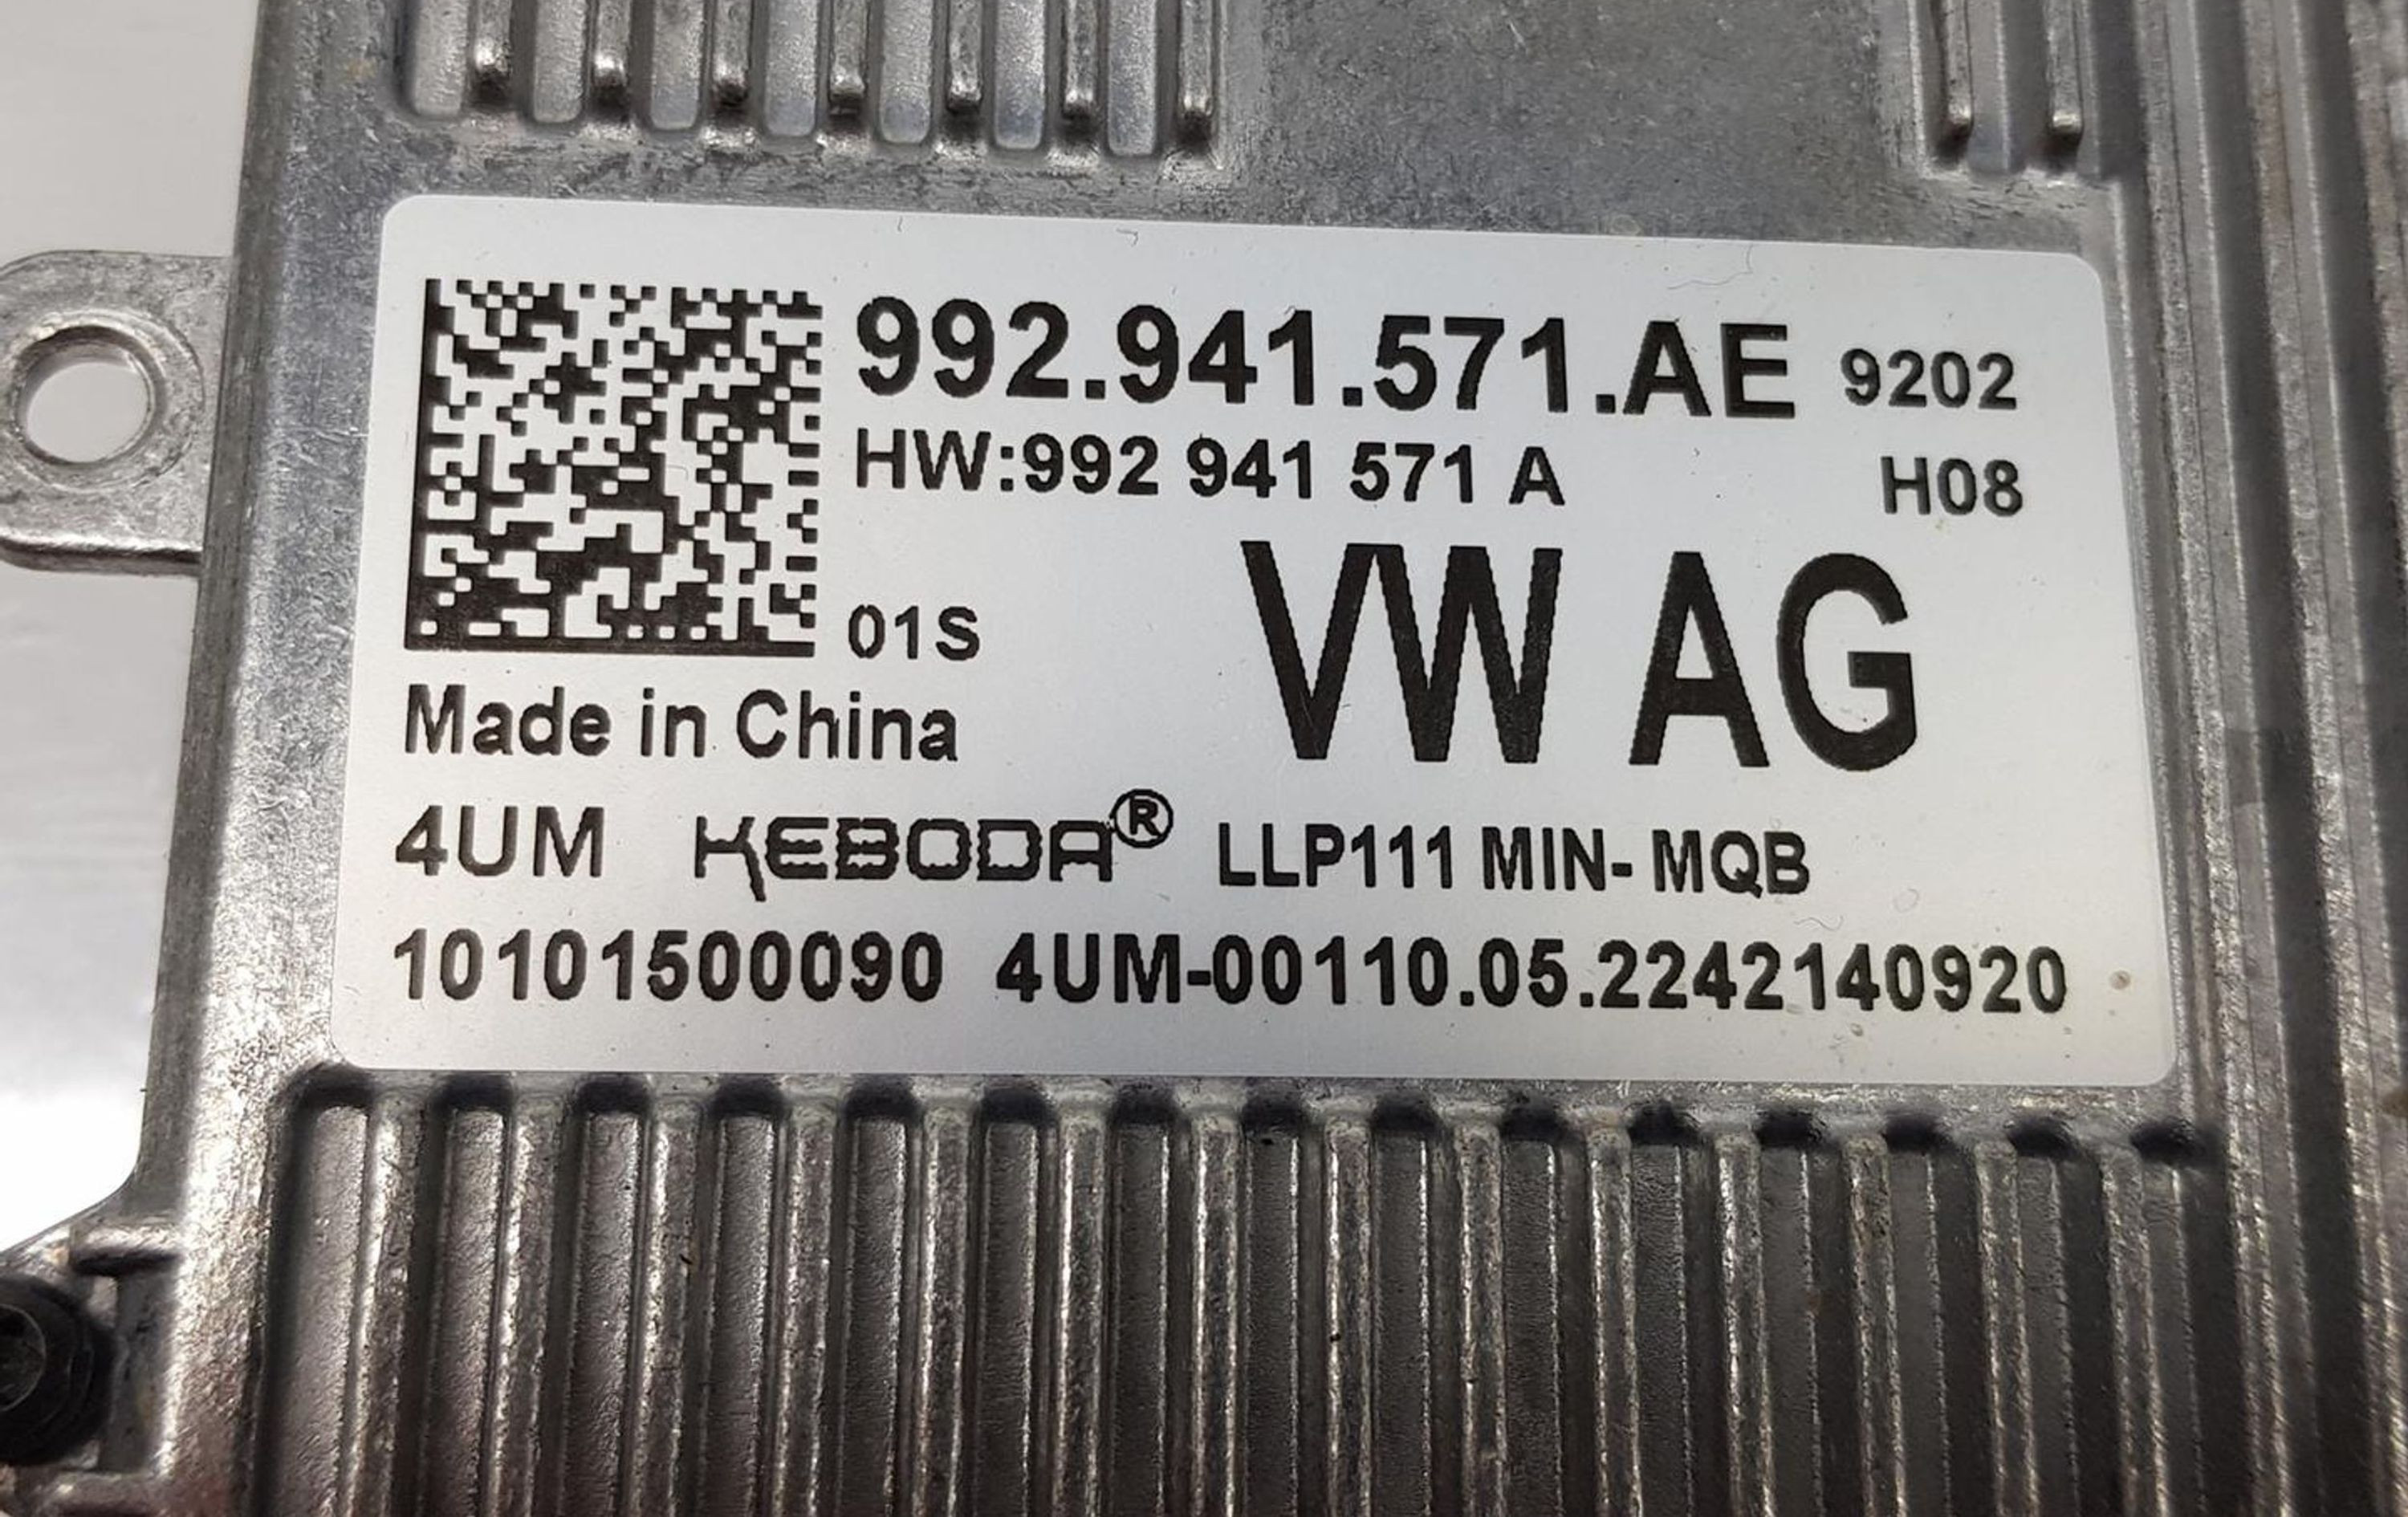 992.941.571.AE 9202
HW:992 941 571 A H08
01S VW AG
Made in China
4UM KEBODA® LLP111 MIN- MQB
10101500090 4UM-00110.05.2242140920